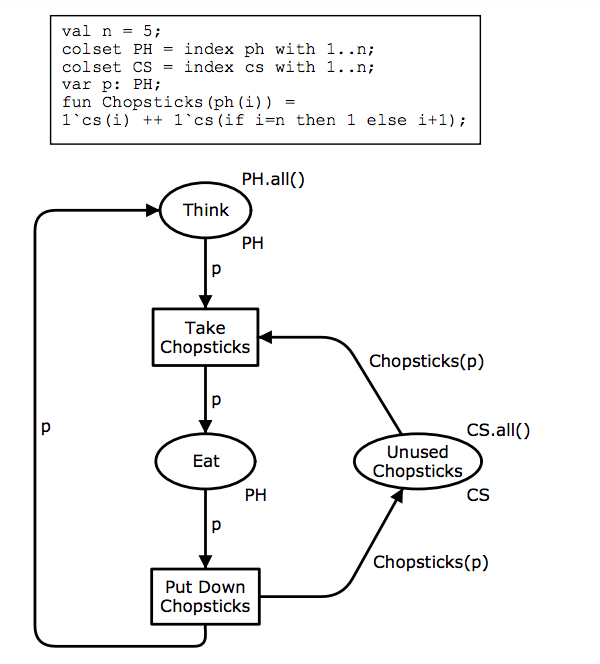 val n = 5;
colset PH = index ph with 1..n;
colset CS = index cs with 1..n;
var p: PH;
fun Chopsticks(ph(i)) =
1`cs(i) ++ 1`cs(if i=n then 1 else i+1);
PH.all()
Think
PH
p
Take
Chopsticks
Chopsticks(p)
p
p
CS.all()
Unused
Chopsticks
Eat
PH
CS
p
Chopsticks(p)
Put Down
Chopsticks